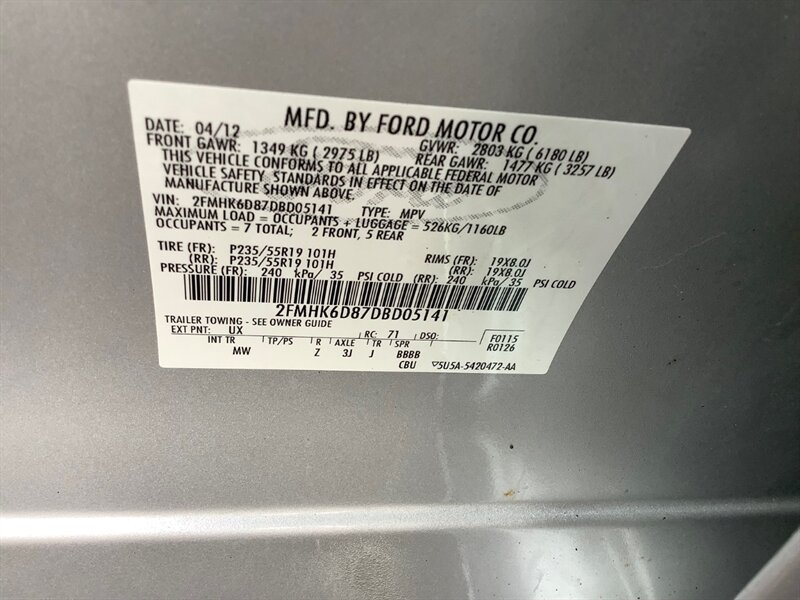 MFD. BY FORD MOTOR CO.
DATE: 04/12 GVWR: 2803 KG ( 6180 LB)
FRONT GAWR: 1349 KG ( 2975 LB) REAR GAWR: 1477 KG ( 3257 LB)
THIS VEHICLE CONFORMS TO ALL APPLICABLE FEDERAL MOTOR
VEHICLE SAFETY STANDARDS IN EFFECT ON THE DATE OF
MANUFACTURE SHOWN ABOVE
VIN: 2FMHK6D87DBD05141 TYPE: MPV
MAXIMUM LOAD = OCCUPANTS + LUGGAGE = 526KG/1160LB
OCCUPANTS = 7 TOTAL; 2 FRONT, 5 REAR
TIRE (FR): P235/55R19 101H RIMS (FR): 19X8.0J
(RR): P235/55R19 101H (RR): 19X8.0J
PRESSURE (FR): 240 kPa/ 35 PSI COLD (RR): 240 kPa/ 35 PSI COLD
2FMHK6D87DBD05141
TRAILER TOWING - SEE OWNER GUIDE
EXT PNT: UX RC: 71 DSO: F0115
INT TR TP/PS R AXLE TR SPR R0126
MW Z 3J J BBBB
CBU ▽5U5A-5420472-AA